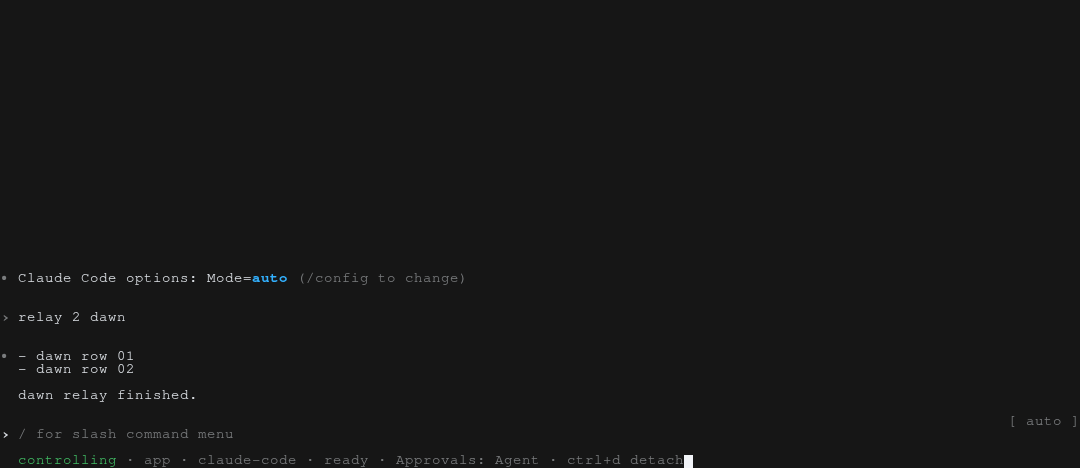 • Claude Code options: Mode=auto (/config to change)
› relay 2 dawn
• - dawn row 01
- dawn row 02
dawn relay finished.
[ auto ]
› / for slash command menu
controlling · app · claude-code · ready · Approvals: Agent · ctrl+d detach